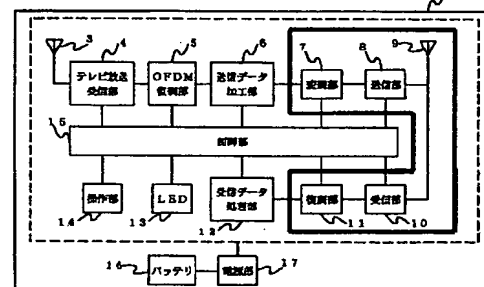 3 4 5 6 7 8 9
テレビ放送 OFDM 送信データ 変調部 送信部
受信部 復調部 加工部
15
制御部
操作部 LED 受信データ 復調部 受信部
処理部
14 13 12 11 10
バッテリ 電源部
16 17